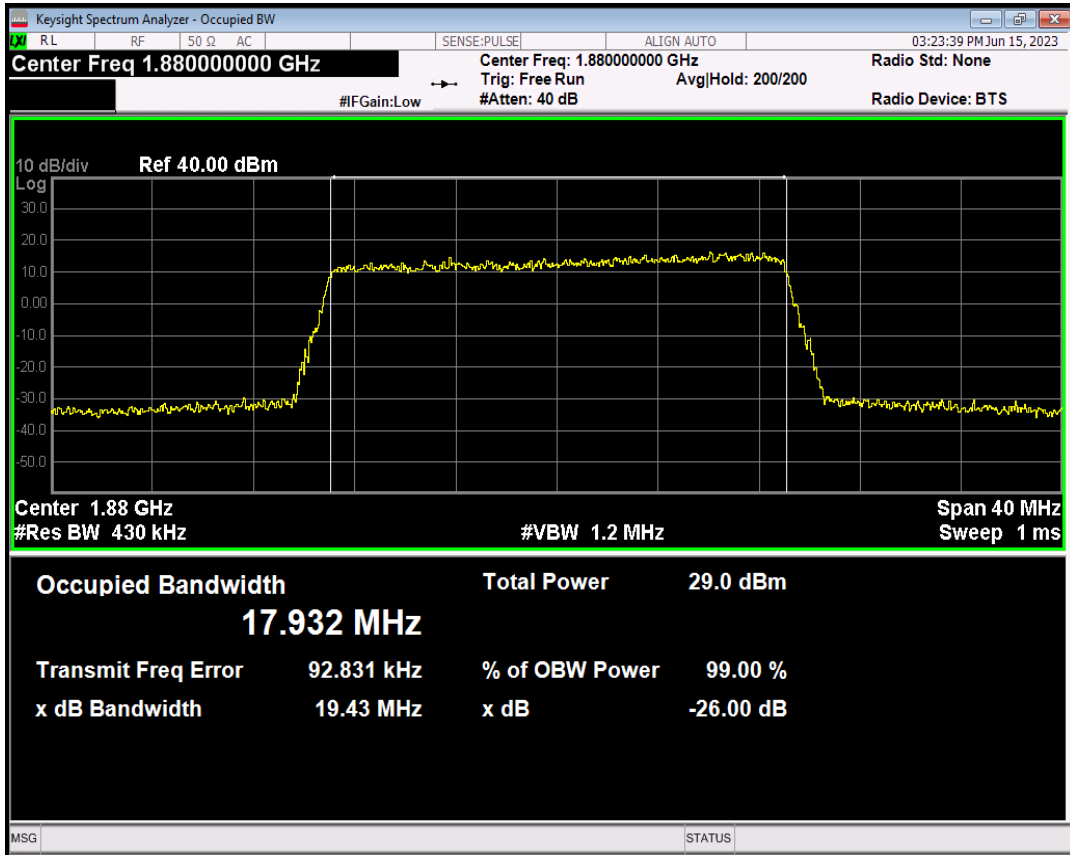 Keysight Spectrum Analyzer - Occupied BW
LXI RL RF 50 Ω AC SENSE:PULSE ALIGN AUTO 03:23:39 PM Jun 15, 2023
Center Freq 1.880000000 GHz Center Freq: 1.880000000 GHz Radio Std: None
Trig: Free Run Avg|Hold: 200/200
#IFGain:Low #Atten: 40 dB Radio Device: BTS
10 dB/div Ref 40.00 dBm
Log
30.0
20.0
10.0
0.00
-10.0
-20.0
-30.0
-40.0
-50.0
Center 1.88 GHz Span 40 MHz
#Res BW 430 kHz #VBW 1.2 MHz Sweep 1 ms
Occupied Bandwidth Total Power 29.0 dBm
17.932 MHz
Transmit Freq Error 92.831 kHz % of OBW Power 99.00 %
x dB Bandwidth 19.43 MHz x dB -26.00 dB
MSG STATUS